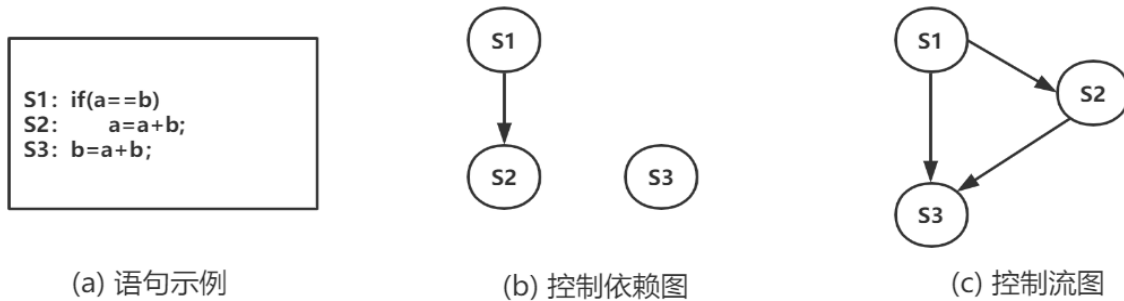 S1: if(a==b)
S2:     a=a+b;
S3: b=a+b;
(a) 语句示例
S1
S2
S3
(b) 控制依赖图
S1
S2
S3
(c) 控制流图